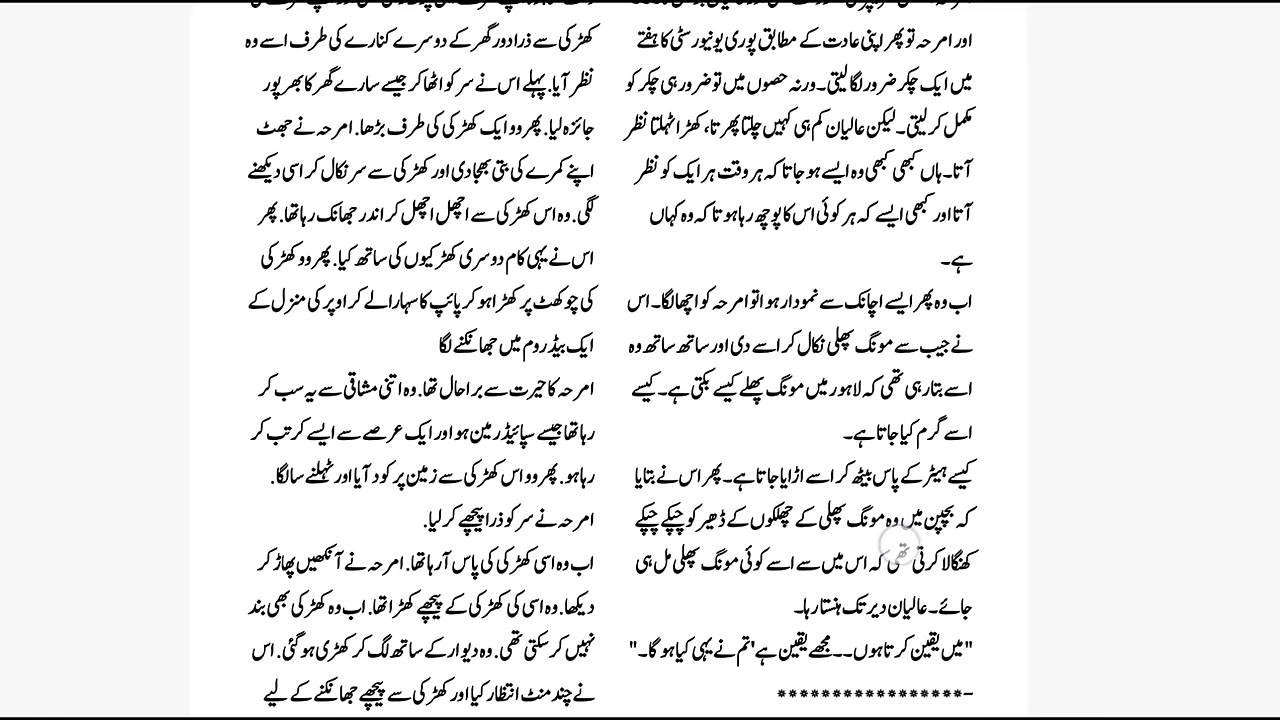 اور امرحہ تو پھر اپنی عادت کے مطابق پوری یونیورسٹی کا ہفتے
میں ایک چکر ضرور لگا لیتی۔ ورنہ حصوں میں تو ضرور ہی چکر کو
مکمل کر لیتی۔ لیکن عالیان کم ہی کہیں چلتا پھرتا، کھڑا ٹہلتا نظر
آتا۔ ہاں کبھی کبھی وہ ایسے ہو جاتا کہ ہر وقت ہر ایک کو نظر
آتا اور کبھی ایسے کہ ہر کوئی اس کا پوچھ رہا ہوتا کہ وہ کہاں
ہے۔
اب وہ پھر ایسے اچانک سے نمودار ہوا تو امرحہ کو اچھا لگا۔ اس
نے جیب سے مونگ پھلی نکال کر اسے دی اور ساتھ ساتھ وہ
اسے بتا رہی تھی کہ لاہور میں مونگ پھلے کیسے بکتی ہے۔ کیسے
اسے گرم کیا جاتا ہے۔
کیسے ہیٹر کے پاس بیٹھ کر اسے اڑایا جاتا ہے۔ پھر اس نے بتایا
کہ بچپن میں وہ مونگ پھلی کے چھلکوں کے ڈھیر کو چپکے چپکے
کھنگالا کرتی تھی کہ اس میں سے اسے کوئی مونگ پھلی مل ہی
جائے۔ عالیان دیر تک ہنستا رہا۔
"میں یقین کرتا ہوں۔۔۔ مجھے یقین ہے' تم نے یہی کیا ہو گا۔"
-*****************
کھڑکی سے ذرا دور گھر کے دوسرے کنارے کی طرف اسے وہ
نظر آیا. پہلے اس نے سر کو اٹھا کر جیسے سارے گھر کا بھرپور
جائزہ لیا. پھر وو ایک کھڑکی کی طرف بڑھا. امرحہ نے جھٹ
اپنے کمرے کی بتی بجھا دی اور کھڑکی سے سر نکال کر اسی دیکھنے
لگی. وہ اس کھڑکی سے اچھل اچھل کر اندر جھانک رہا تھا. پھر
اس نے یہی کام دوسری کھڑکیوں کی ساتھ کیا. پھر وو کھڑکی
کی چوکھٹ پر کھڑا ہو کر پائپ کا سہارا لے کر اوپر کی منزل کے
ایک بیڈ روم میں جھانکنے لگا
امرحہ کا حیرت سے برا حال تھا. وہ اتنی مشاقی سے یہ سب کر
رہا تھا جیسے سپائیڈر مین ہو اور ایک عرصے سے ایسے کرتب کر
رہا ہو. پھر وو اس کھڑکی سے زمین پر کود آیا اور ٹہلنے سا لگا.
امرحہ نے سر کو ذرا پیچھے کر لیا.
اب وہ اسی کھڑکی کی پاس آ رہا تھا. امرحہ نے آنکھیں پھاڑ کر
دیکھا. وہ اسی کی کھڑکی کے پیچھے کھڑا تھا. اب وہ کھڑکی بھی بند
نہیں کر سکتی تھی. وہ دیوار کے ساتھ لگ کر کھڑی ہو گئی. اس
نے چند منٹ انتظار کیا اور کھڑکی سے پیچھے جھانکنے کے لیے